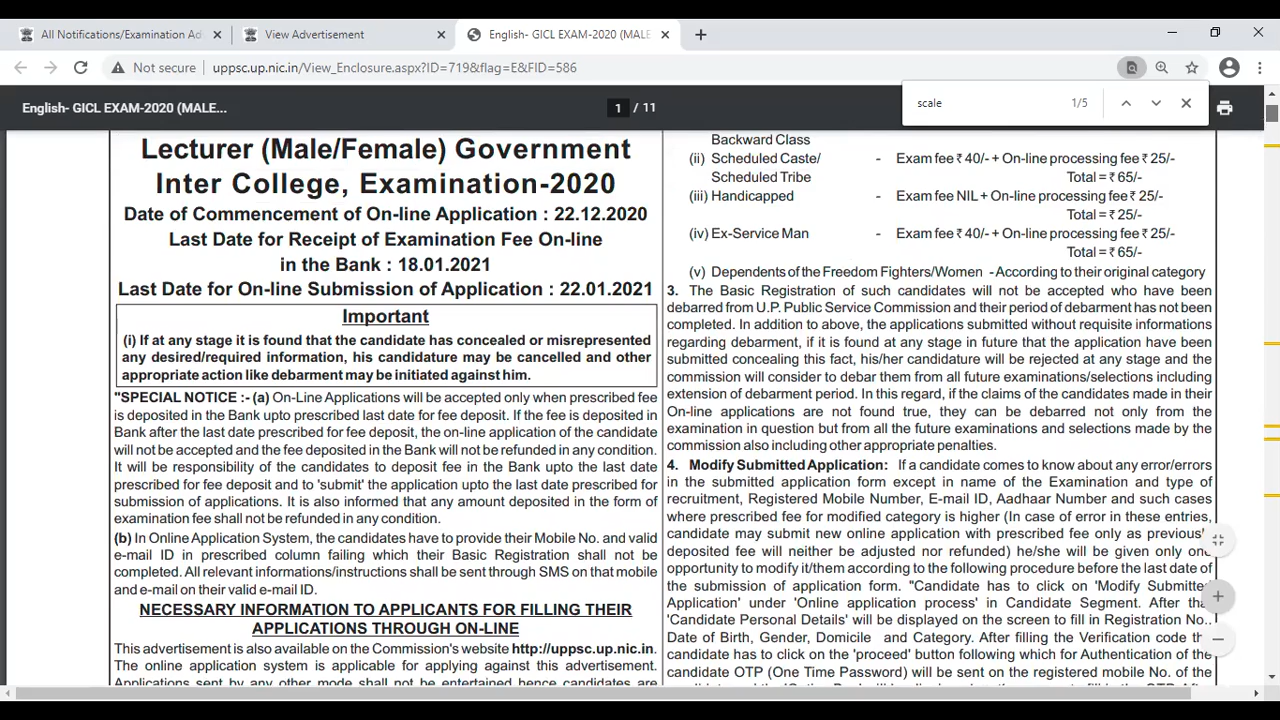 All Notifications/Examination Ad
View Advertisement
English- GICL EXAM-2020 (MALE
Not secure
uppsc.up.nic.in/View_Enclosure.aspx?ID=719&flag=E&FID=586
English- GICL EXAM-2020 (MALE...
1 / 11
scale
1/5
Lecturer (Male/Female) Government
Inter College, Examination-2020
Date of Commencement of On-line Application : 22.12.2020
Last Date for Receipt of Examination Fee On-line
in the Bank : 18.01.2021
Last Date for On-line Submission of Application : 22.01.2021
Important
(i) If at any stage it is found that the candidate has concealed or misrepresented
any desired/required information, his candidature may be cancelled and other
appropriate action like debarment may be initiated against him.
"SPECIAL NOTICE :- (a) On-Line Applications will be accepted only when prescribed fee
is deposited in the Bank upto prescribed last date for fee deposit. If the fee is deposited in
Bank after the last date prescribed for fee deposit, the on-line application of the candidate
will not be accepted and the fee deposited in the Bank will not be refunded in any condition.
It will be responsibility of the candidates to deposit fee in the Bank upto the last date
prescribed for fee deposit and to 'submit' the application upto the last date prescribed for
submission of applications. It is also informed that any amount deposited in the form of
examination fee shall not be refunded in any condition.
(b) In Online Application System, the candidates have to provide their Mobile No. and valid
e-mail ID in prescribed column failing which their Basic Registration shall not be
completed. All relevant informations/instructions shall be sent through SMS on that mobile
and e-mail on their valid e-mail ID.
NECESSARY INFORMATION TO APPLICANTS FOR FILLING THEIR
APPLICATIONS THROUGH ON-LINE
This advertisement is also available on the Commission's website http://uppsc.up.nic.in.
The online application system is applicable for applying against this advertisement.
Applications sent by any other mode shall not be entertained hence candidates are
Backward Class
(ii) Scheduled Caste/ - Exam fee ₹ 40/- + On-line processing fee ₹ 25/-
Scheduled Tribe Total = ₹ 65/-
(iii) Handicapped - Exam fee NIL + On-line processing fee ₹ 25/-
Total = ₹ 25/-
(iv) Ex-Service Man - Exam fee ₹ 40/- + On-line processing fee ₹ 25/-
Total = ₹ 65/-
(v) Dependents of the Freedom Fighters/Women - According to their original category
3. The Basic Registration of such candidates will not be accepted who have been
debarred from U.P. Public Service Commission and their period of debarment has not been
completed. In addition to above, the applications submitted without requisite informations
regarding debarment, if it is found at any stage in future that the application have been
submitted concealing this fact, his/her candidature will be rejected at any stage and the
commission will consider to debar them from all future examinations/selections including
extension of debarment period. In this regard, if the claims of the candidates made in their
On-line applications are not found true, they can be debarred not only from the
examination in question but from all the future examinations and selections made by the
commission also including other appropriate penalties.
4. Modify Submitted Application: If a candidate comes to know about any error/errors
in the submitted application form except in name of the Examination and type of
recruitment, Registered Mobile Number, E-mail ID, Aadhaar Number and such cases
where prescribed fee for modified category is higher (In case of error in these entries,
candidate may submit new online application with prescribed fee only as previousl
deposited fee will neither be adjusted nor refunded) he/she will be given only on
opportunity to modify it/them according to the following procedure before the last date of
the submission of application form. "Candidate has to click on 'Modify Submitte
Application' under 'Online application process' in Candidate Segment. After tha
'Candidate Personal Details' will be displayed on the screen to fill in Registration No.,
Date of Birth, Gender, Domicile and Category. After filling the Verification code th
candidate has to click on the 'proceed' button following which for Authentication of the
candidate OTP (One Time Password) will be sent on the registered mobile No. of the